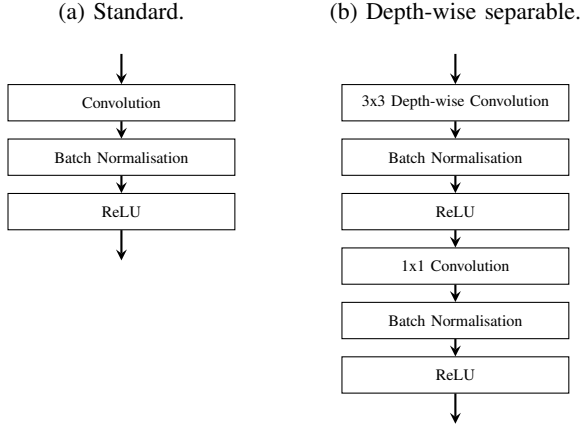 (a) Standard.
Convolution
Batch Normalisation
ReLU
(b) Depth-wise separable.
3x3 Depth-wise Convolution
Batch Normalisation
ReLU
1x1 Convolution
Batch Normalisation
ReLU